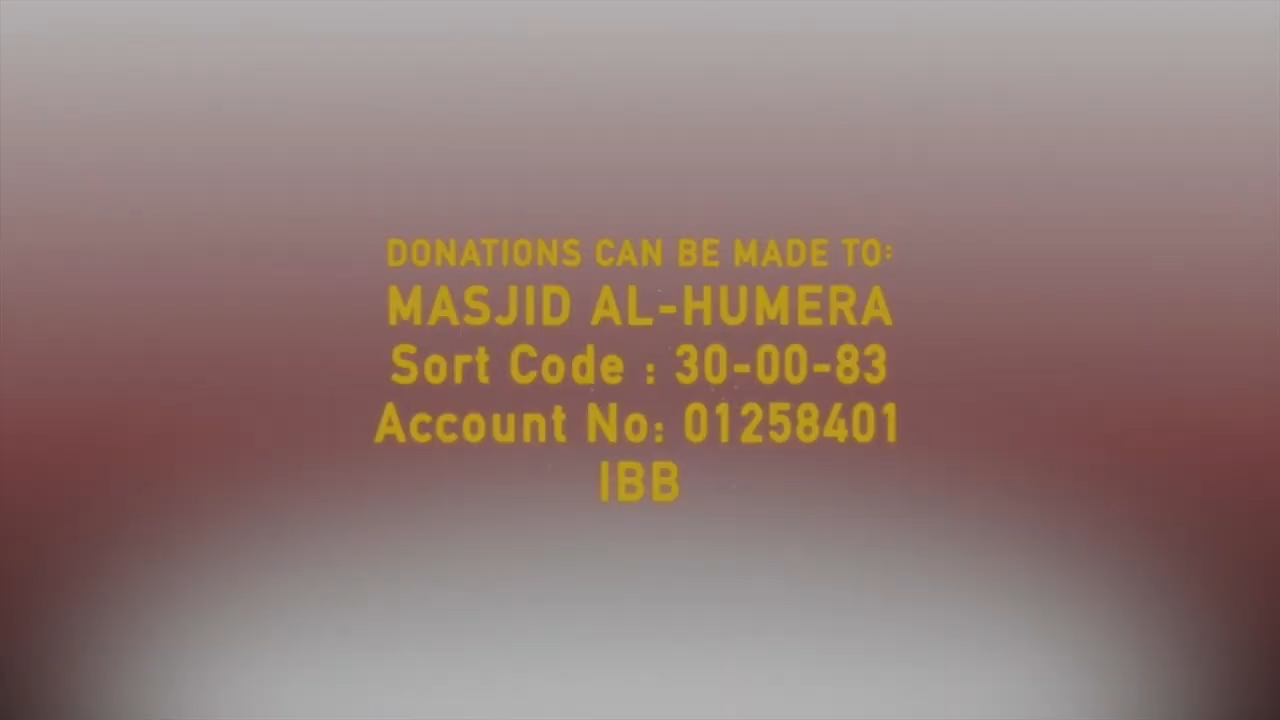 DONATIONS CAN BE MADE TO:
MASJID AL-HUMERA
Sort Code : 30-00-83
Account No: 01258401
IBB